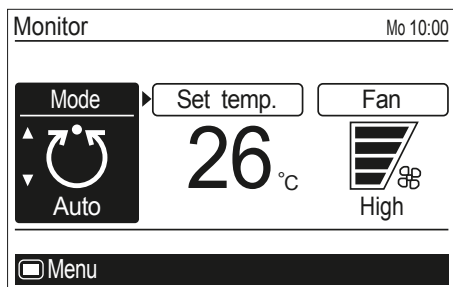 Monitor Mo 10:00
Mode Set temp. Fan
26 °C
Auto High
Menu